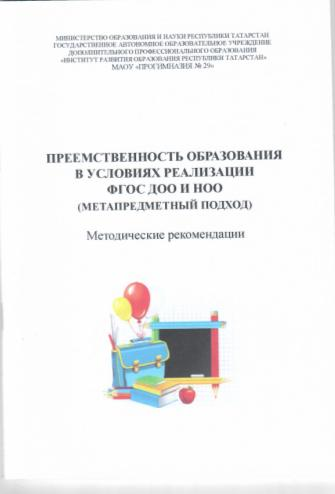 МИНИСТЕРСТВО ОБРАЗОВАНИЯ И НАУКИ РЕСПУБЛИКИ ТАТАРСТАН
ГОСУДАРСТВЕННОЕ АВТОНОМНОЕ ОБРАЗОВАТЕЛЬНОЕ УЧРЕЖДЕНИЕ
ДОПОЛНИТЕЛЬНОГО ПРОФЕССИОНАЛЬНОГО ОБРАЗОВАНИЯ
«ИНСТИТУТ РАЗВИТИЯ ОБРАЗОВАНИЯ РЕСПУБЛИКИ ТАТАРСТАН»
МАОУ «ПРОГИМНАЗИЯ № 29»
ПРЕЕМСТВЕННОСТЬ ОБРАЗОВАНИЯ
В УСЛОВИЯХ РЕАЛИЗАЦИИ
ФГОС ДОО И НОО
(МЕТАПРЕДМЕТНЫЙ ПОДХОД)
Методические рекомендации